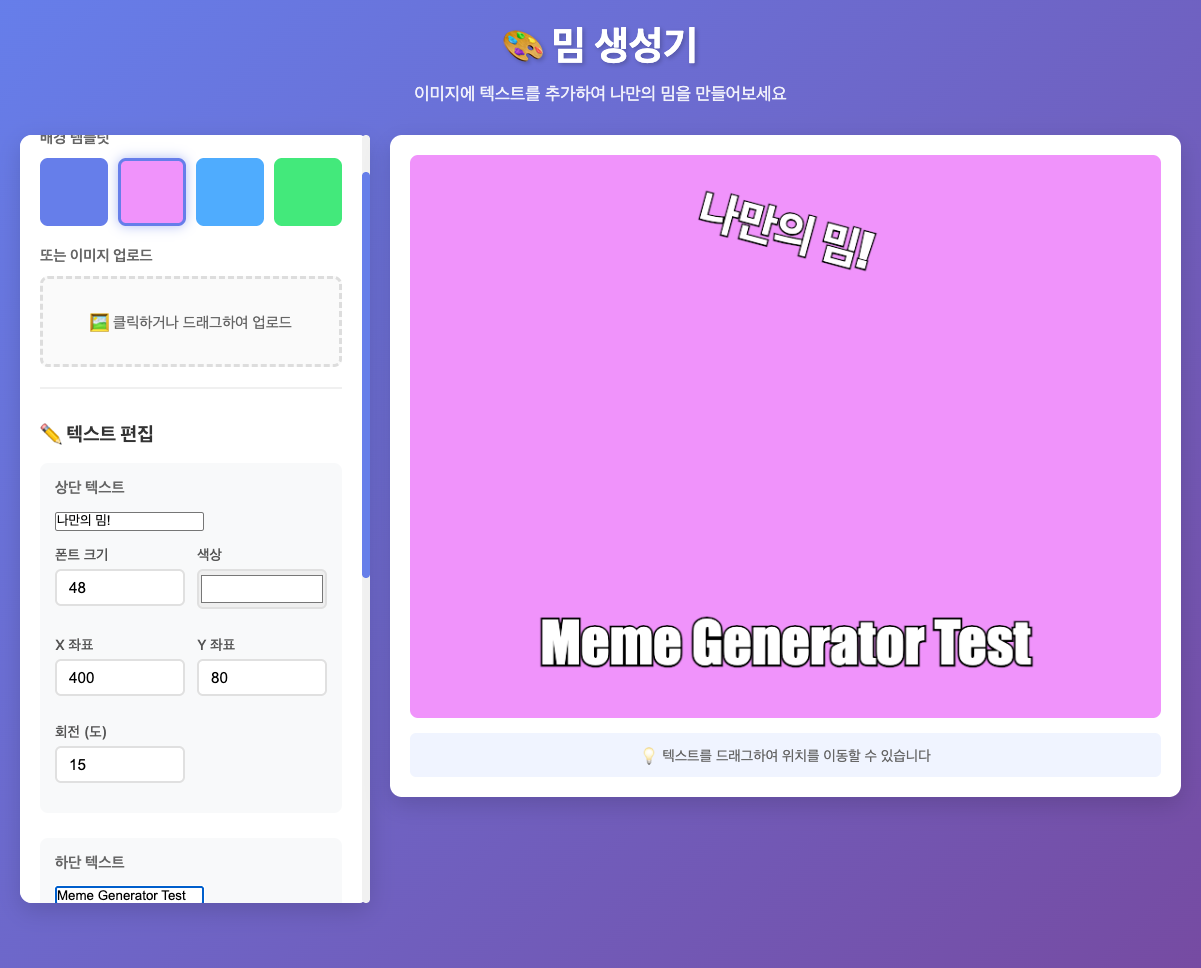 🎨 밈 생성기
이미지에 텍스트를 추가하여 나만의 밈을 만들어보세요
배경 템플릿
또는 이미지 업로드
🖼️ 클릭하거나 드래그하여 업로드
✏️ 텍스트 편집
상단 텍스트
나만의 밈!
폰트 크기
색상
48
X 좌표
Y 좌표
400
80
회전 (도)
15
하단 텍스트
Meme Generator Test
나만의 밈!
Meme Generator Test
💡 텍스트를 드래그하여 위치를 이동할 수 있습니다